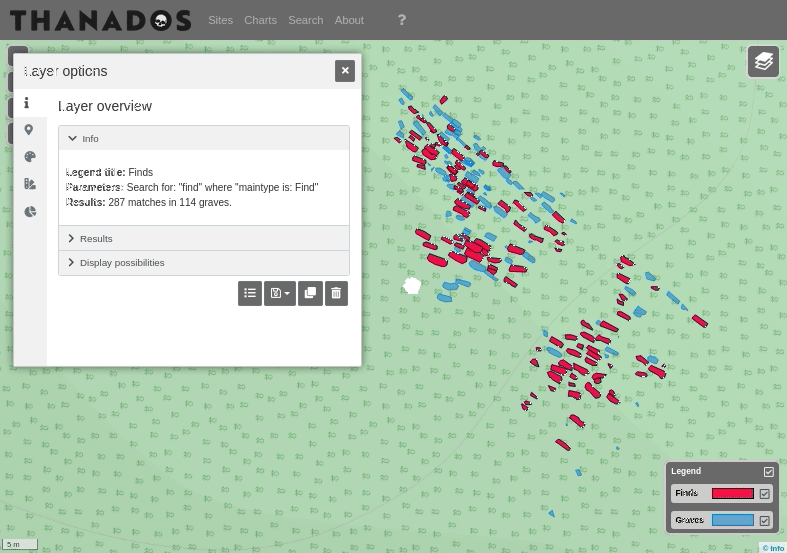 THANADOS
Sites
Charts
Search
About
?
Layer options
Layer overview
Info
Legend title: Finds
Parameters: Search for: "find" where "maintype is: Find"
Results: 287 matches in 114 graves.
Results
Display possibilities
Legend
Finds
Graves
5 m
© Info